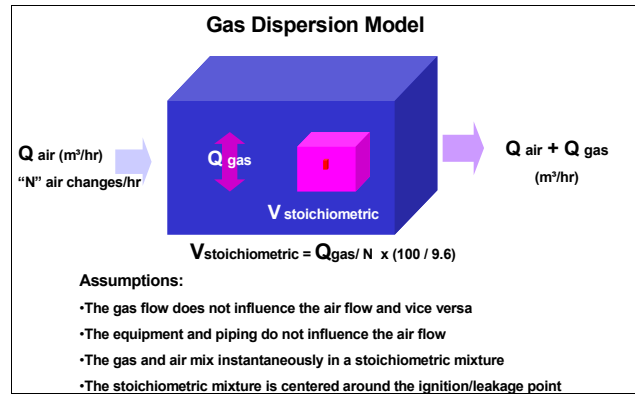 Gas Dispersion Model
Q air (m³/hr)
“N” air changes/hr
Q gas
V stoichiometric
Q air + Q gas
(m³/hr)
Vstoichiometric = Qgas/ N x (100 / 9.6)
Assumptions:
•The gas flow does not influence the air flow and vice versa
•The equipment and piping do not influence the air flow
•The gas and air mix instantaneously in a stoichiometric mixture
•The stoichiometric mixture is centered around the ignition/leakage point